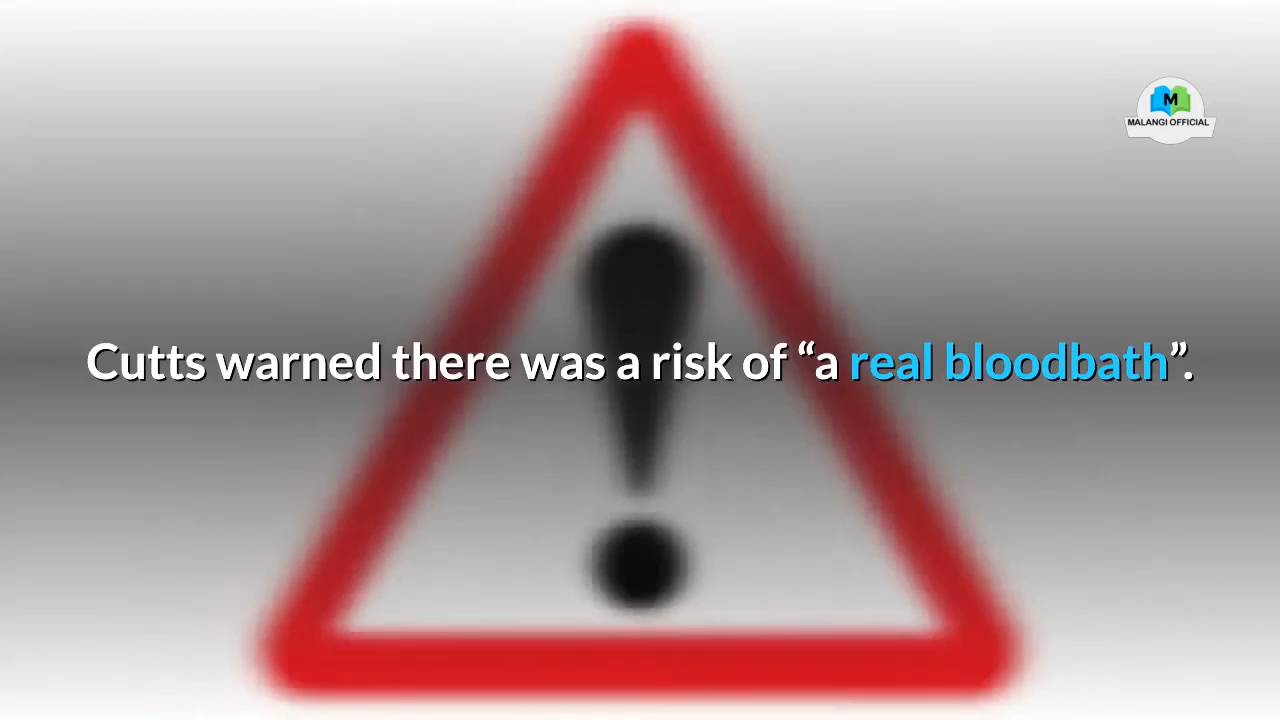 M
MALANGI OFFICIAL
Cutts warned there was a risk of “a real bloodbath”.